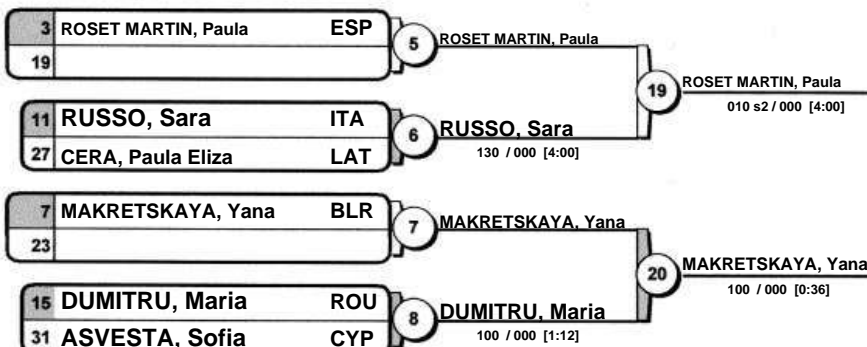 3 ROSET MARTIN, Paula ESP
19
5 ROSET MARTIN, Paula
11 RUSSO, Sara ITA
27 CERA, Paula Eliza LAT
6 RUSSO, Sara
130 / 000 [4:00]
19 ROSET MARTIN, Paula
010 s2 / 000 [4:00]
7 MAKRETSKAYA, Yana BLR
23
7 MAKRETSKAYA, Yana
15 DUMITRU, Maria ROU
31 ASVESTA, Sofia CYP
8 DUMITRU, Maria
100 / 000 [1:12]
20 MAKRETSKAYA, Yana
100 / 000 [0:36]